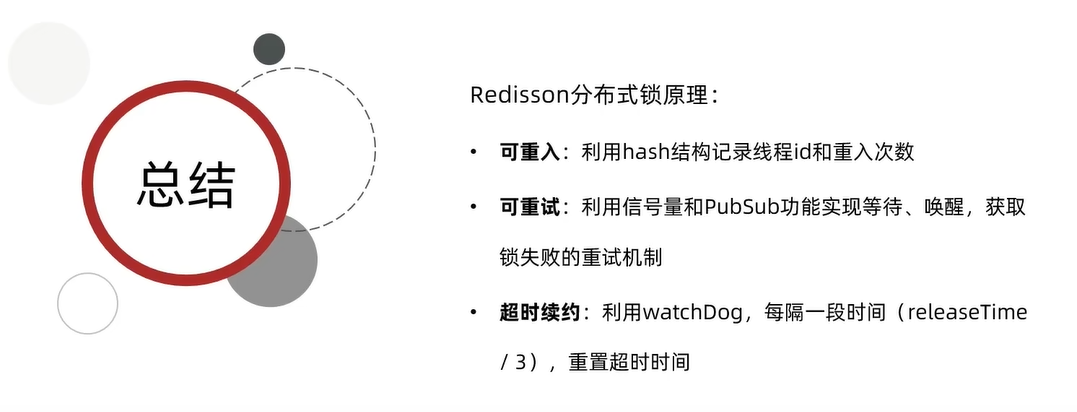 总结
Redisson分布式锁原理：
• 可重入：利用hash结构记录线程id和重入次数
• 可重试：利用信号量和PubSub功能实现等待、唤醒，获取
锁失败的重试机制
• 超时续约：利用watchDog，每隔一段时间（releaseTime
/ 3），重置超时时间